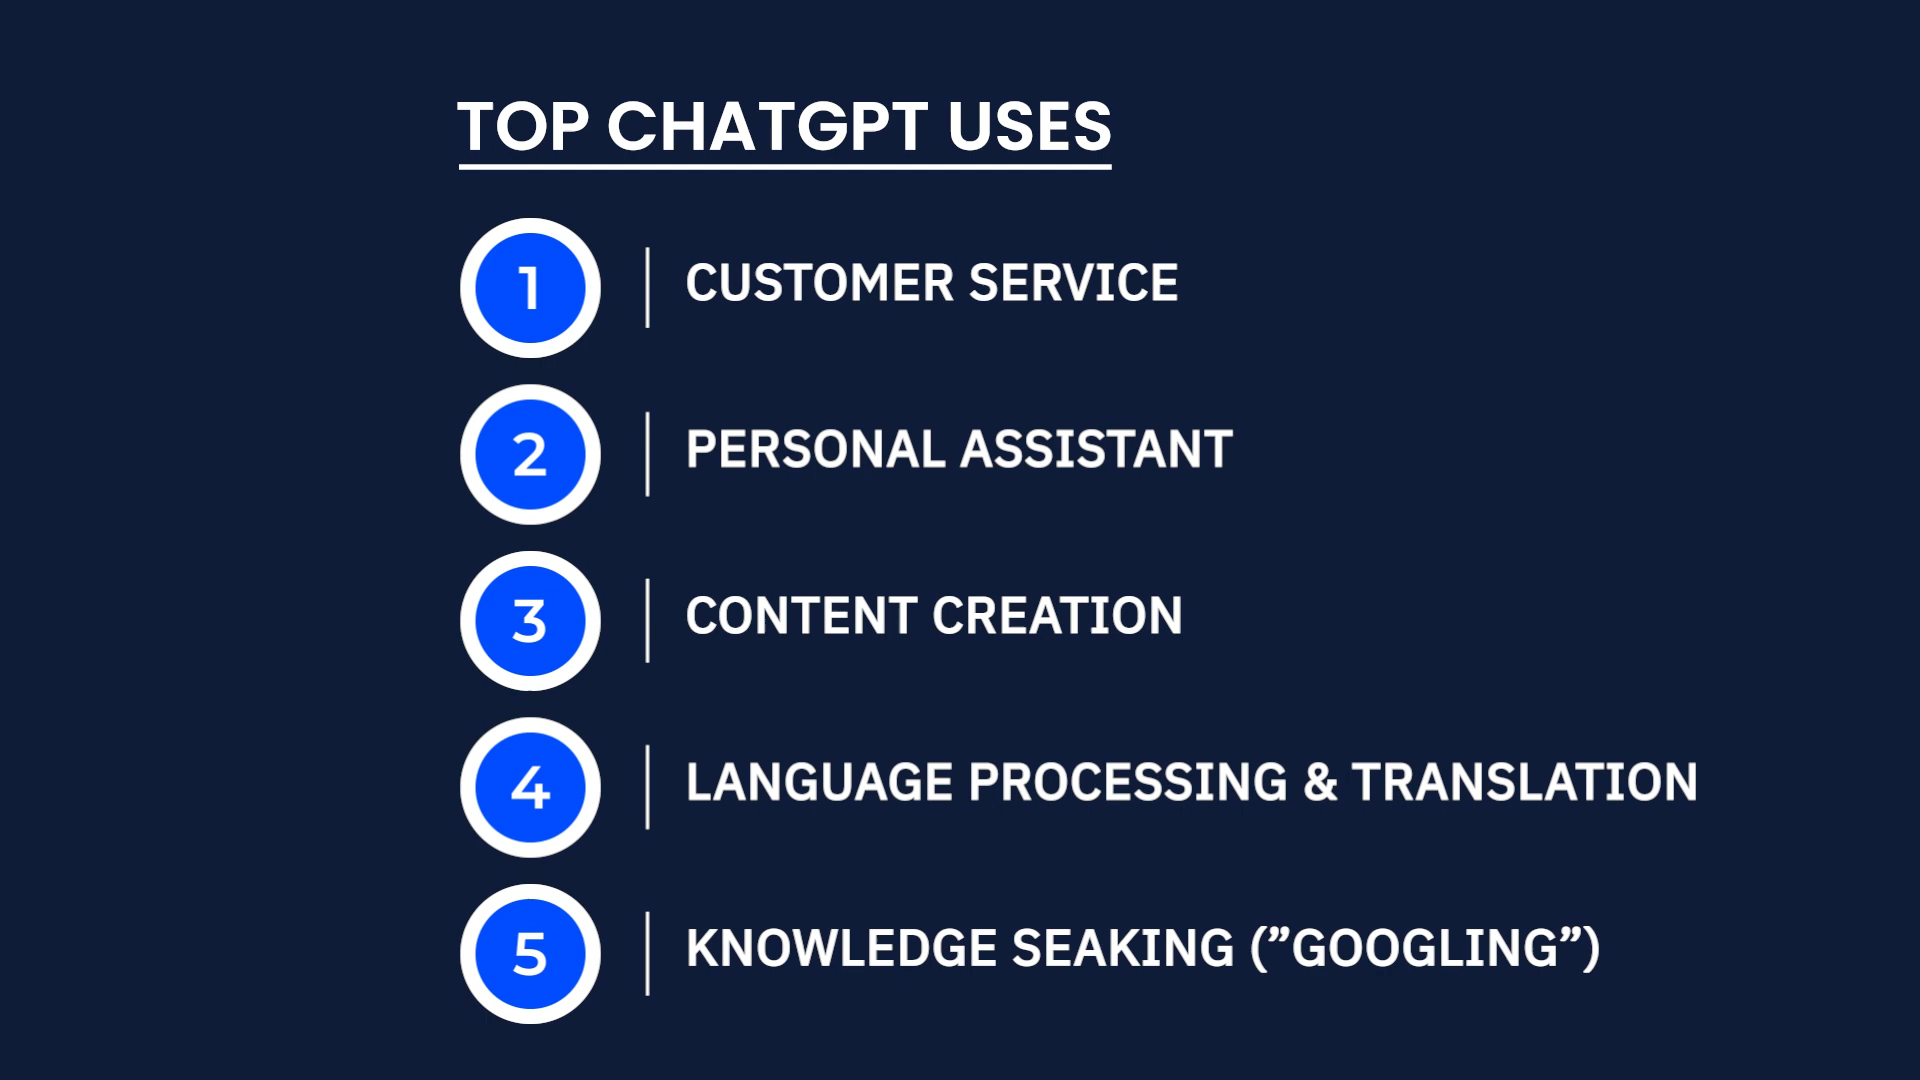 TOP CHATGPT USES
1 CUSTOMER SERVICE
2 PERSONAL ASSISTANT
3 CONTENT CREATION
4 LANGUAGE PROCESSING & TRANSLATION
5 KNOWLEDGE SEAKING (”GOOGLING”)